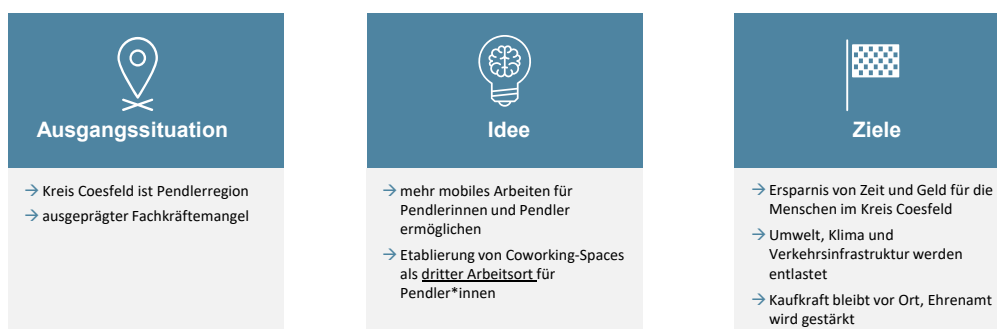 Ausgangssituation
→ Kreis Coesfeld ist Pendlerregion
→ ausgeprägter Fachkräftemangel
Idee
→ mehr mobiles Arbeiten für
Pendlerinnen und Pendler
ermöglichen
→ Etablierung von Coworking-Spaces
als dritter Arbeitsort für
Pendler*innen
Ziele
→ Ersparnis von Zeit und Geld für die
Menschen im Kreis Coesfeld
→ Umwelt, Klima und
Verkehrsinfrastruktur werden
entlastet
→ Kaufkraft bleibt vor Ort, Ehrenamt
wird gestärkt